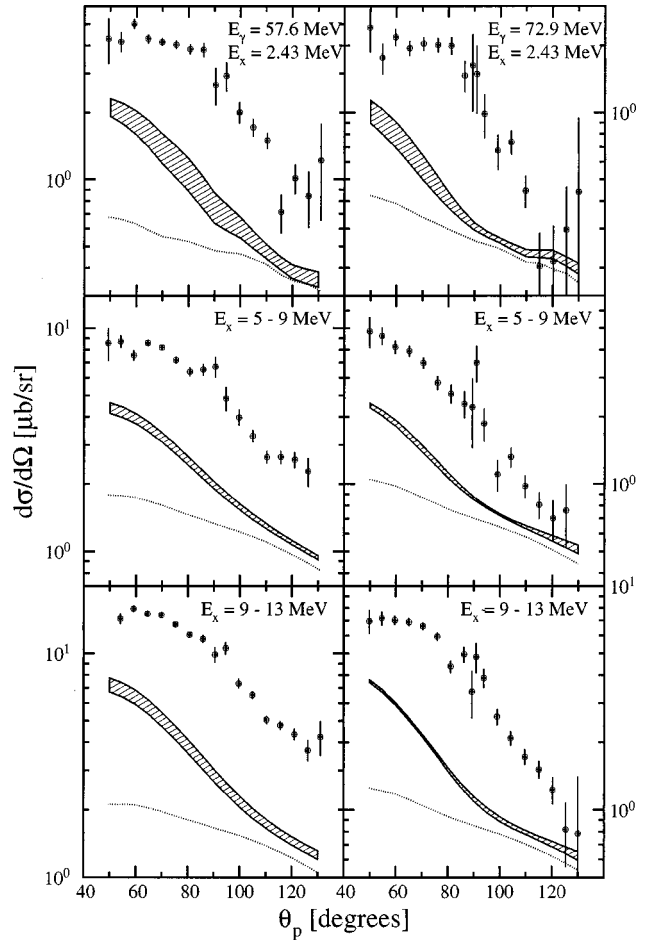 E_γ = 57.6 MeV
E_x = 2.43 MeV
E_γ = 72.9 MeV
E_x = 2.43 MeV
10^0
10^0
E_x = 5 - 9 MeV
E_x = 5 - 9 MeV
10^1
10^0
10^0
dσ/dΩ [μb/sr]
E_x = 9 - 13 MeV
E_x = 9 - 13 MeV
10^1
10^1
10^0
10^0
40 60 80 100 120 40 60 80 100 120 140
θ_p [degrees]